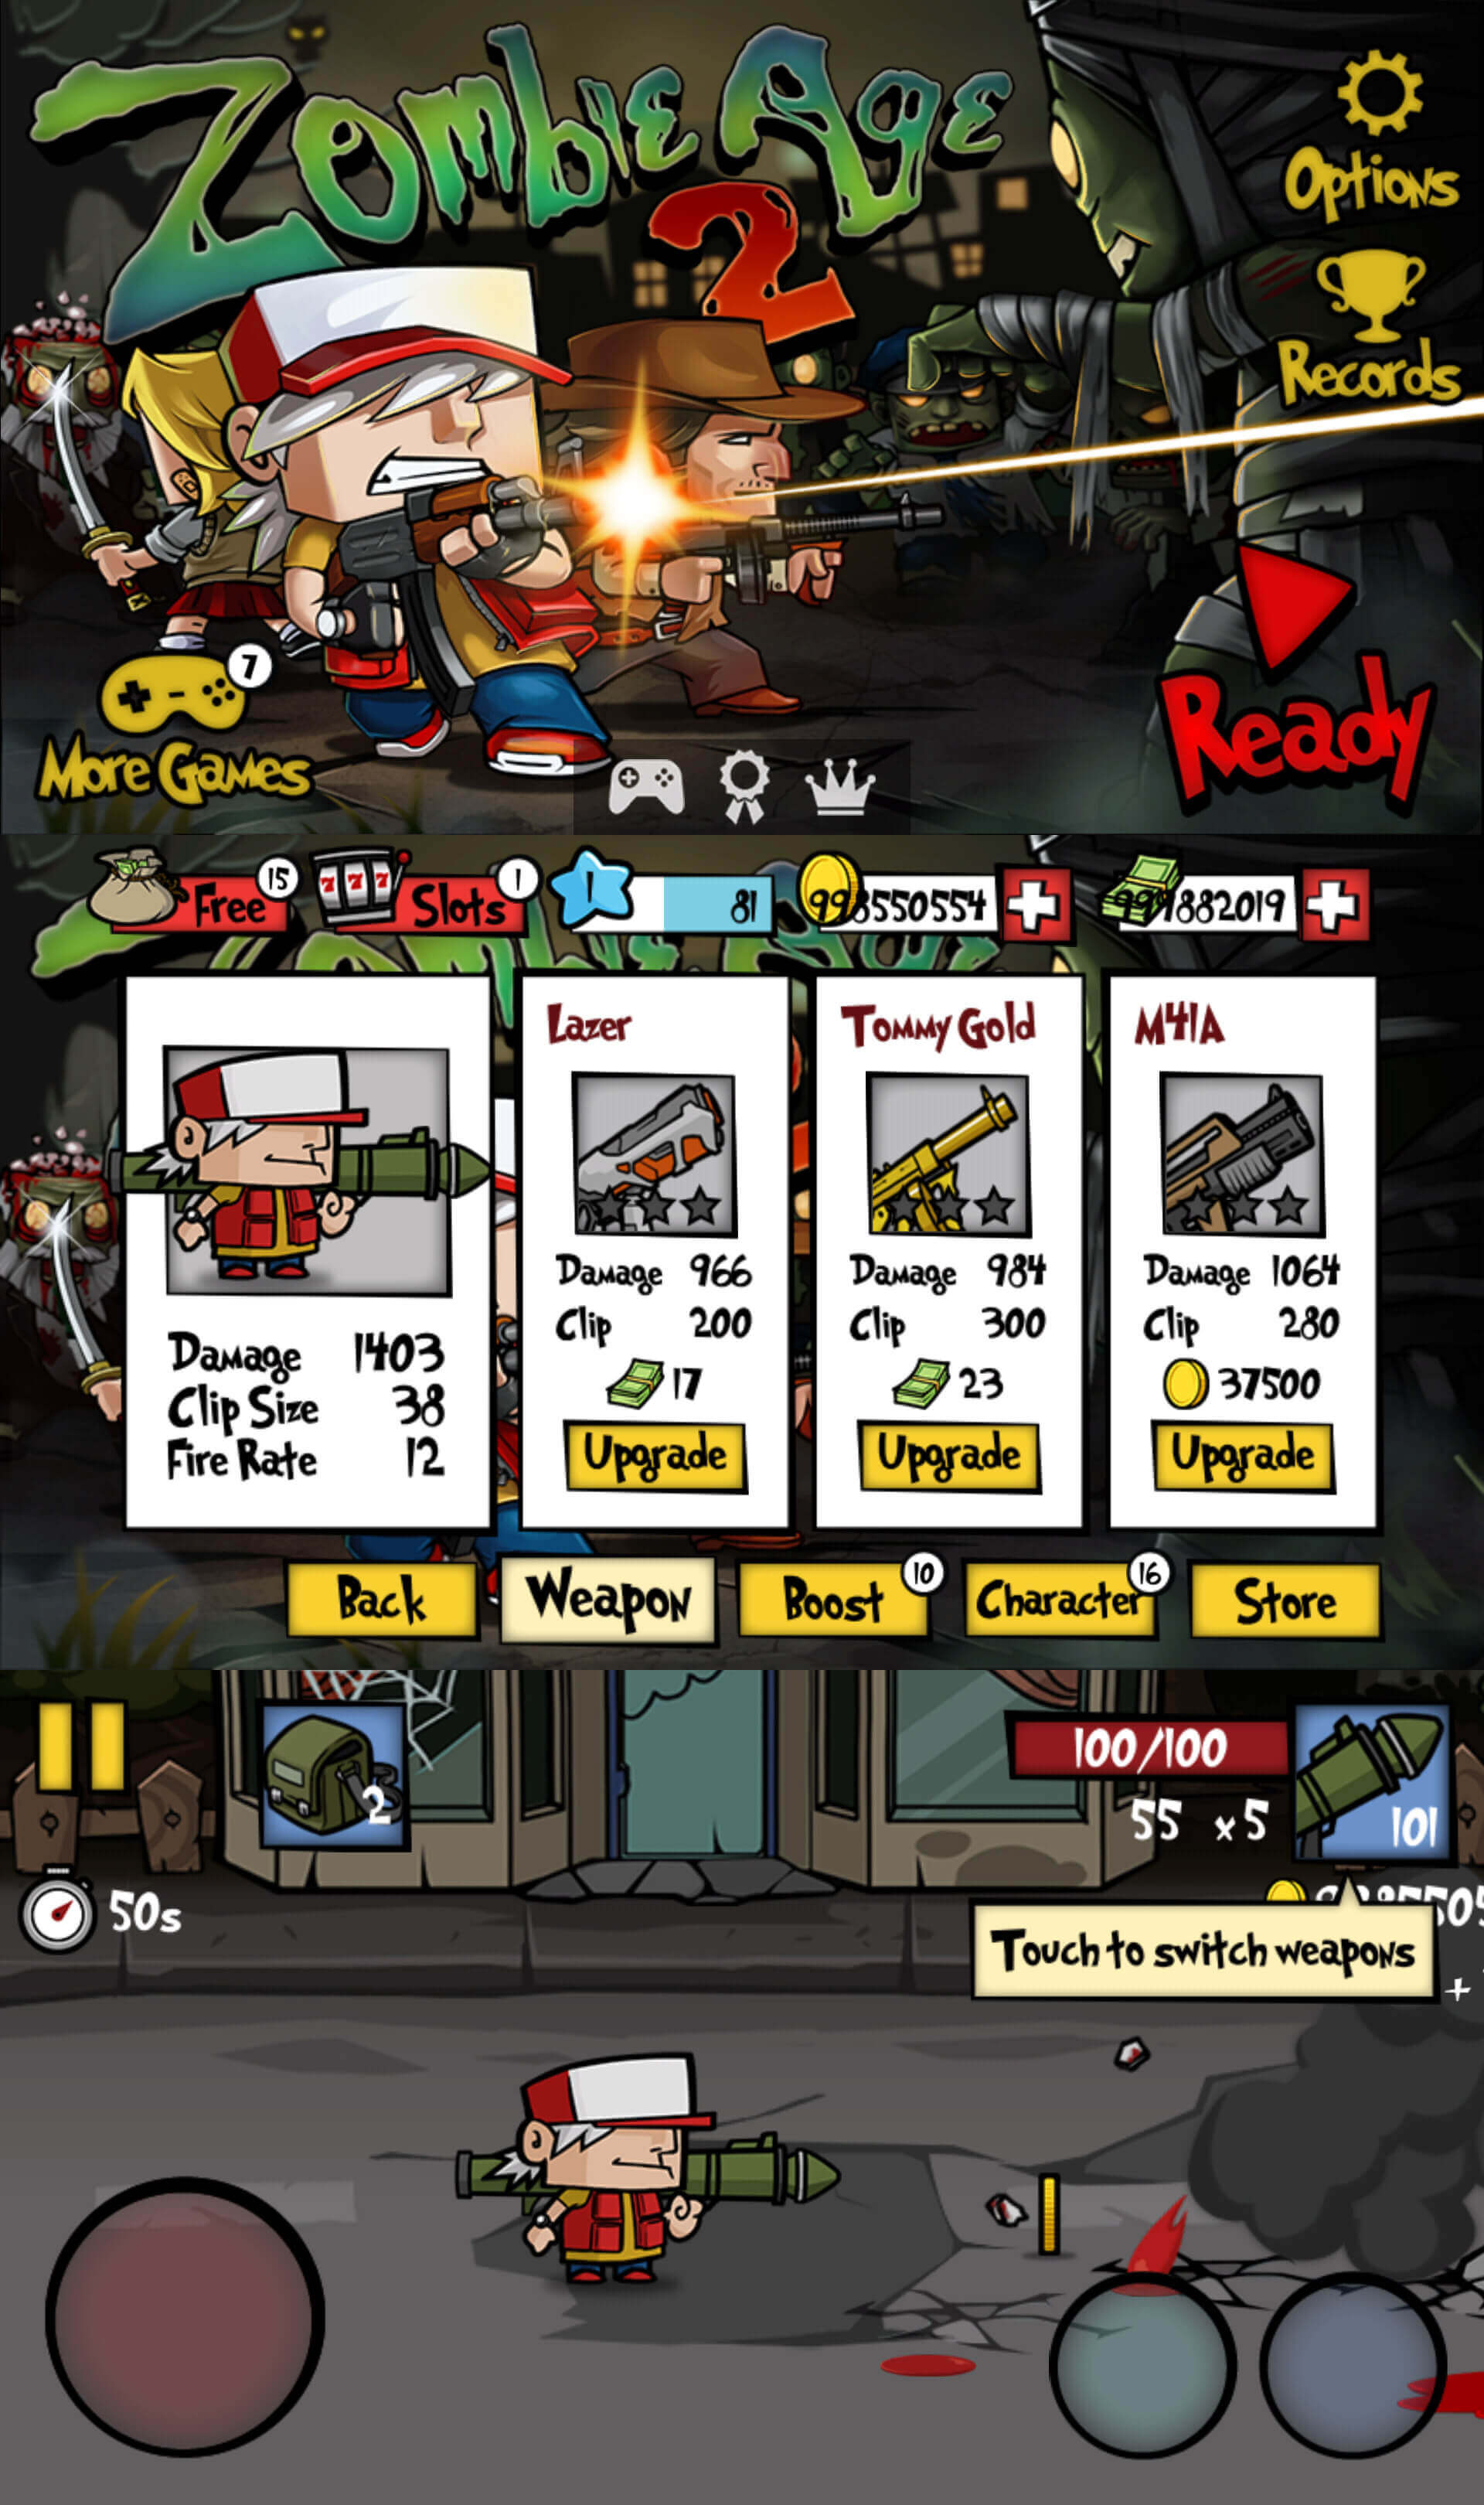 Zombie Age
2
Options
Records
Ready
7
More Games
Free 15
777
Slots 1
1
81
998550554
882019
Lazer
Tommy Gold
M41A
Damage 966
Clip 200
17
Upgrade
Damage 984
Clip 300
23
Upgrade
Damage 1064
Clip 280
37500
Upgrade
Damage 1403
Clip Size 38
Fire Rate 12
Back
Weapon
Boost 10
Character 16
Store
2
100/100
55 x5
101
50s
Touch to switch weapons
+